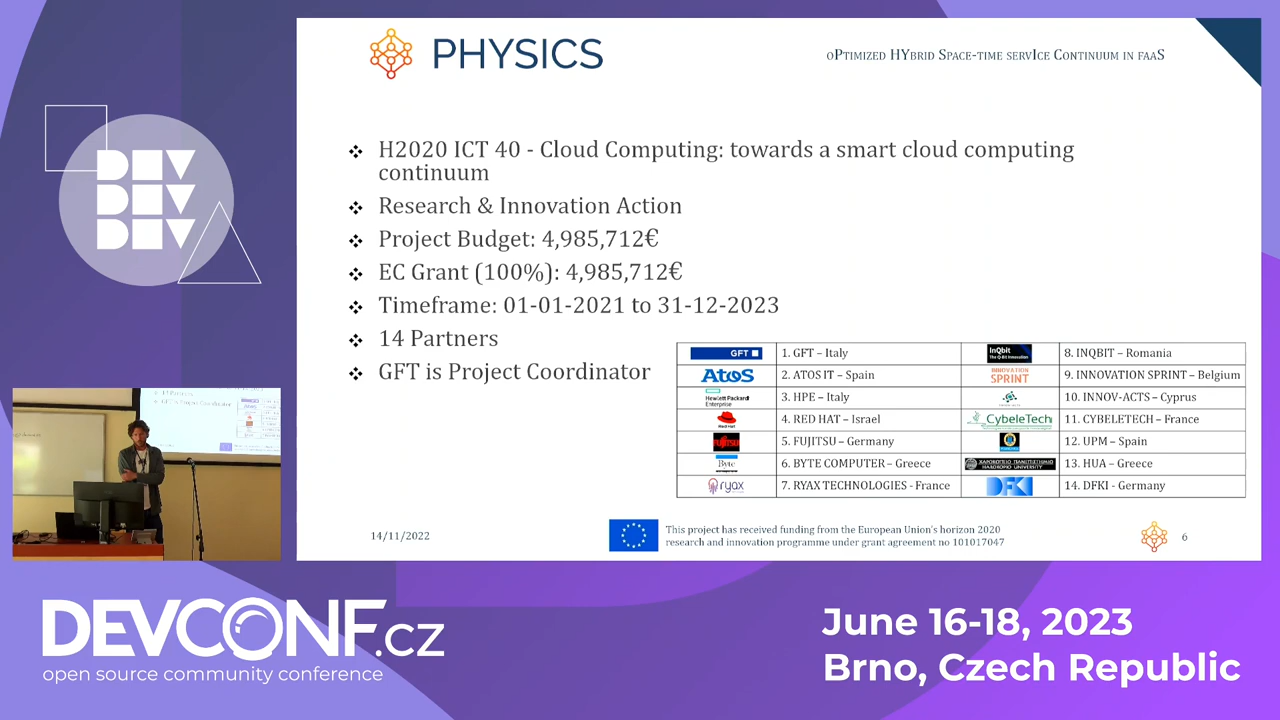 PHYSICS
oPtimized HYbrid Space-time servIce Continuum in faaS
❖ H2020 ICT 40 - Cloud Computing: towards a smart cloud computing
continuum
❖ Research & Innovation Action
❖ Project Budget: 4,985,712€
❖ EC Grant (100%): 4,985,712€
❖ Timeframe: 01-01-2021 to 31-12-2023
❖ 14 Partners
❖ GFT is Project Coordinator
GFT 1. GFT – Italy InQbit 8. INQBIT – Romania
Atos 2. ATOS IT – Spain INNOVATION SPRINT 9. INNOVATION SPRINT – Belgium
Hewlett Packard Enterprise 3. HPE – Italy 10. INNOV-ACTS – Cyprus
Red Hat 4. RED HAT – Israel CybeleTech 11. CYBELETECH – France
FUJITSU 5. FUJITSU – Germany 12. UPM – Spain
Byte 6. BYTE COMPUTER – Greece ΧΑΡΟΚΟΠΕΙΟ ΠΑΝΕΠΙΣΤΗΜΙΟ HAROKOPIO UNIVERSITY 13. HUA – Greece
ryax 7. RYAX TECHNOLOGIES - France DFKI 14. DFKI - Germany
14/11/2022
This project has received funding from the European Union's horizon 2020
research and innovation programme under grant agreement no 101017047
6
DEV
DEV
DEV
DEVCONF.cz
open source community conference
June 16-18, 2023
Brno, Czech Republic